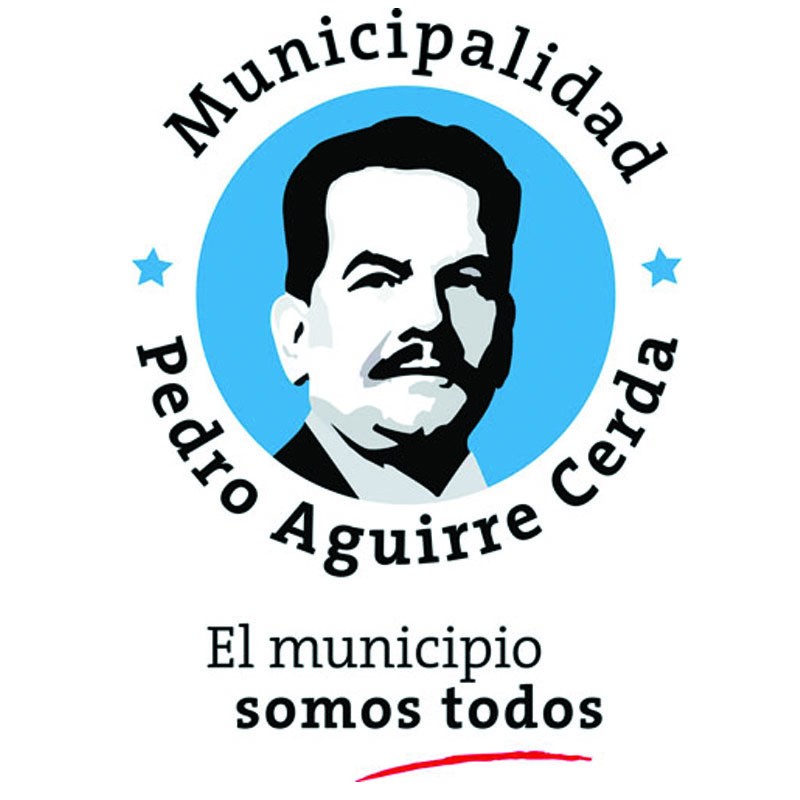 Municipalidad
Pedro Aguirre Cerda
El municipio
somos todos